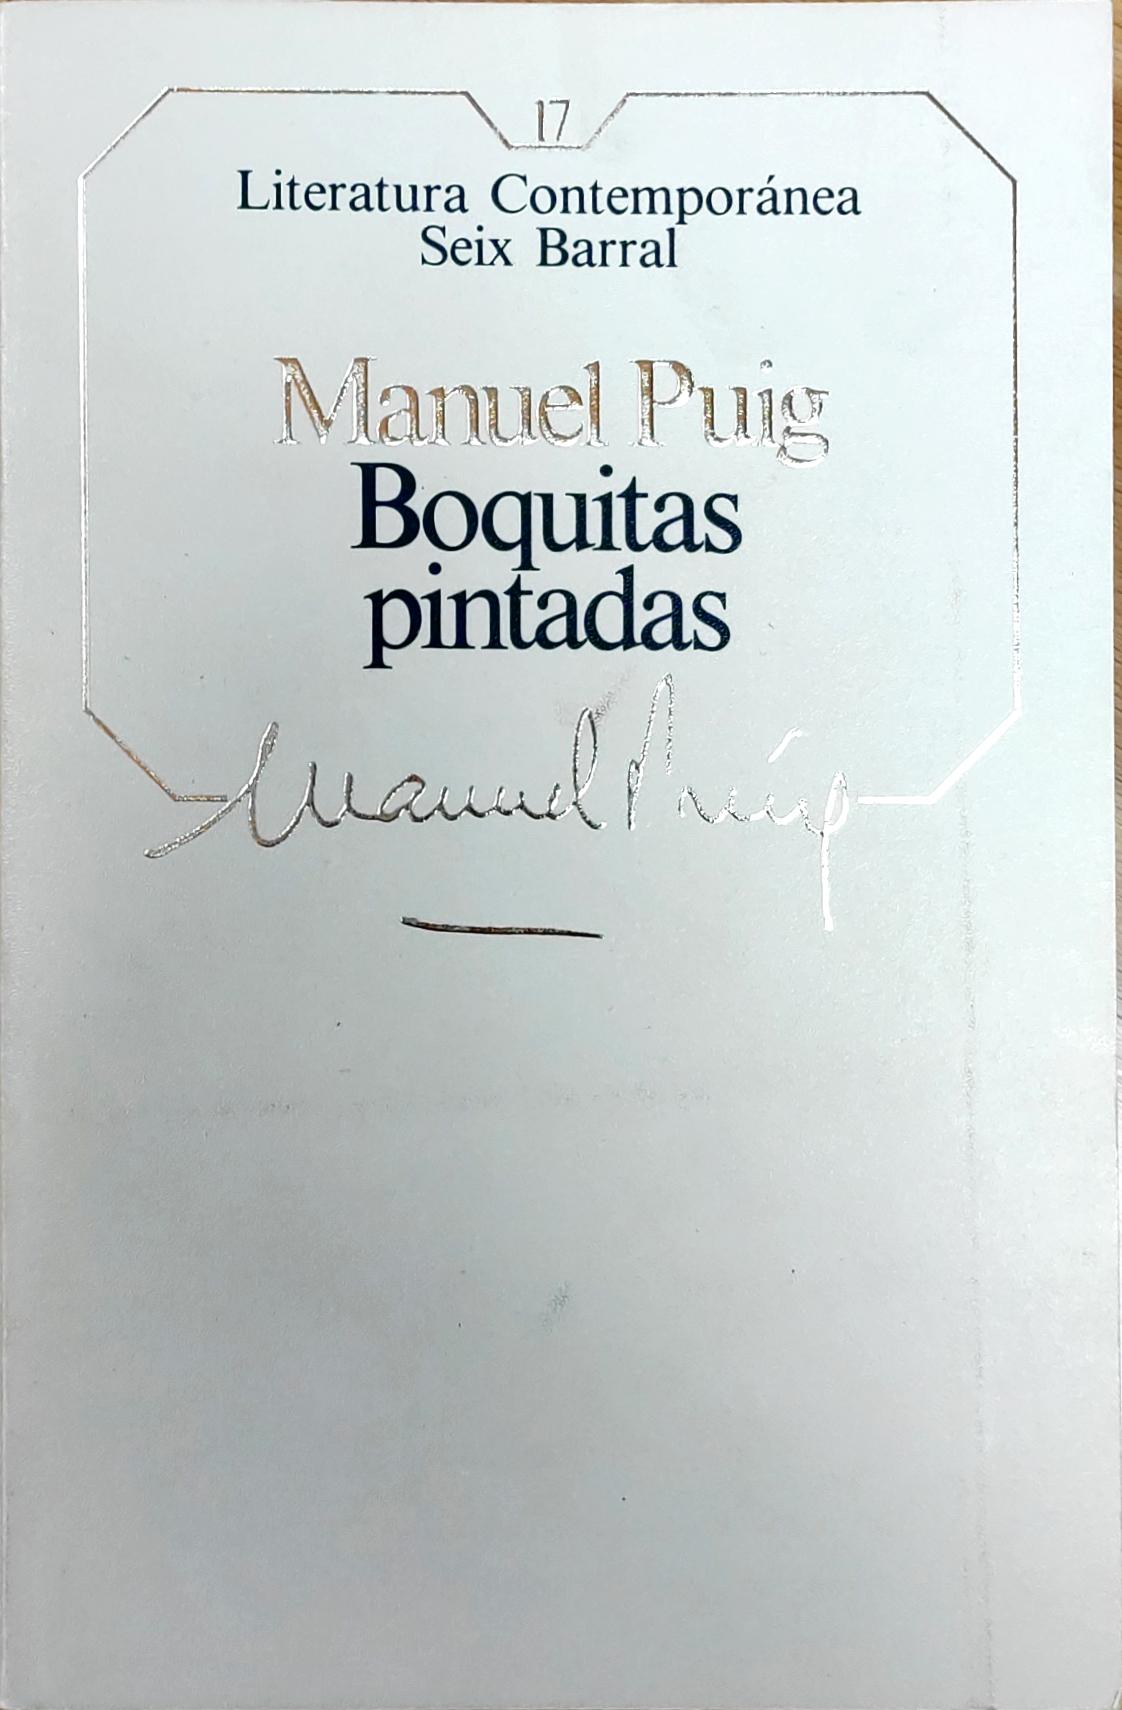 17
Literatura Contemporánea
Seix Barral
Manuel Puig
Boquitas
pintadas
Manuel Puig